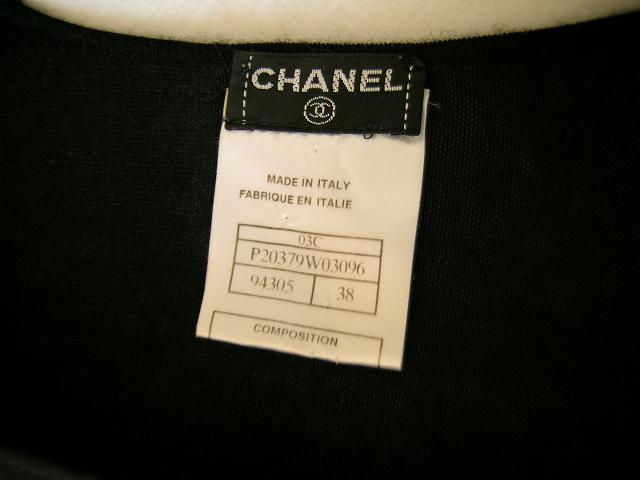 CHANEL
MADE IN ITALY
FABRIQUE EN ITALIE
03C
P20379W03096
94305 38
COMPOSITION